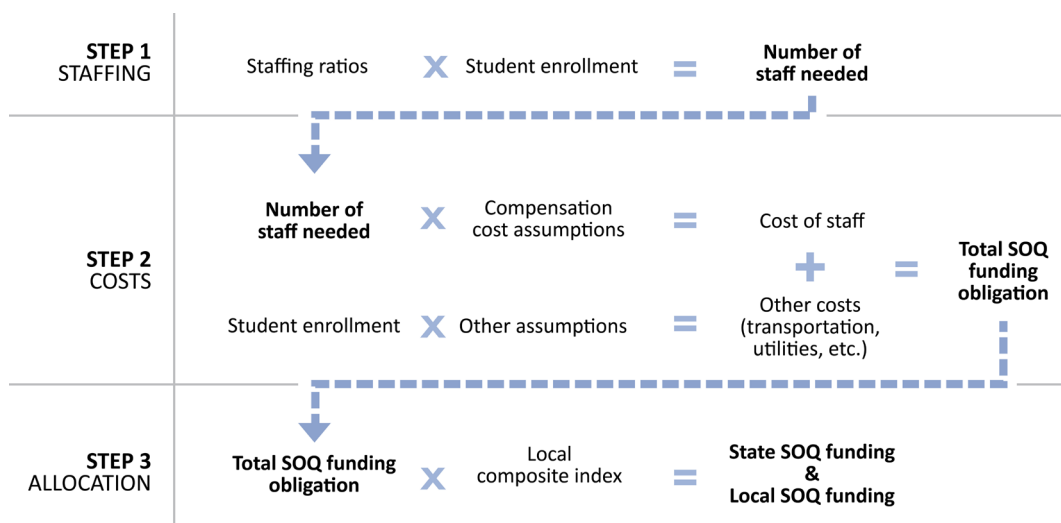 STEP 1
STAFFING
Staffing ratios x Student enrollment = Number of
staff needed
STEP 2
COSTS
Number of
staff needed
x
Compensation
cost assumptions
=
Cost of staff
+
Student enrollment x Other assumptions =
Other costs
(transportation,
utilities, etc.)
=
Total SOQ
funding
obligation
STEP 3
ALLOCATION
Total SOQ funding
obligation
x
Local
composite index
=
State SOQ funding
&
Local SOQ funding